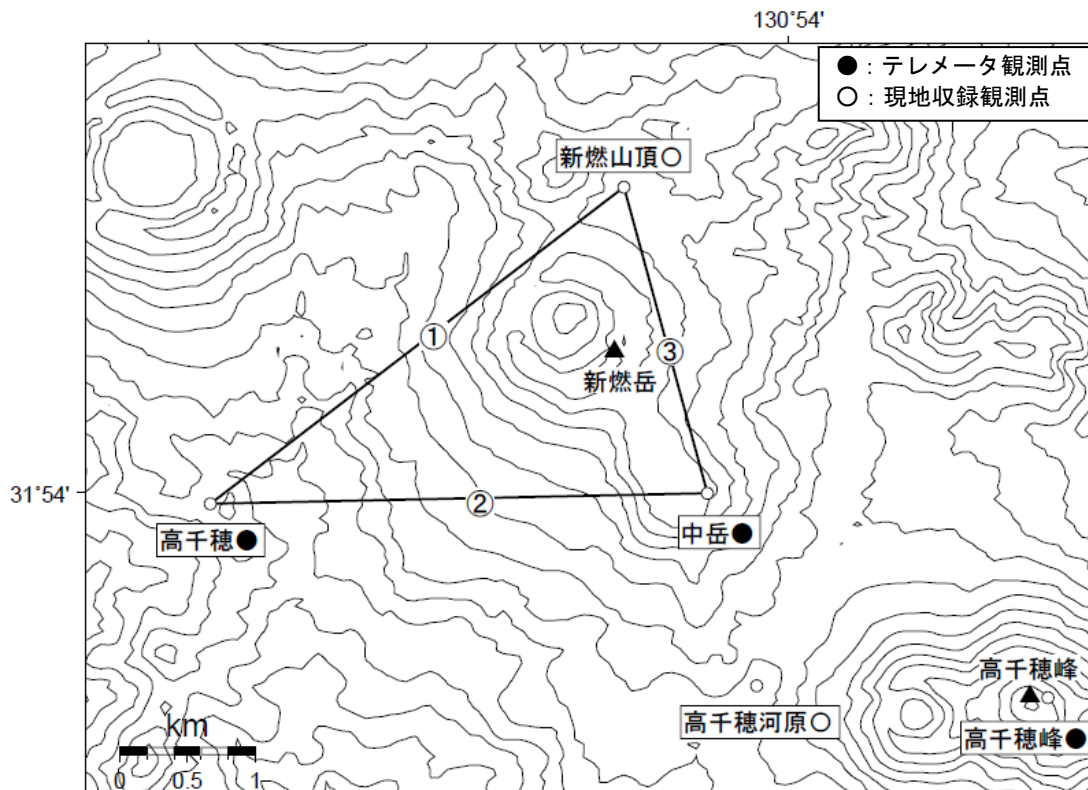 130°54'
●：テレメータ観測点
○：現地収録観測点
新燃山頂○
①
③
新燃岳
31°54'
②
高千穂●
中岳●
高千穂峰
高千穂河原○
高千穂峰●
km
0 0.5 1